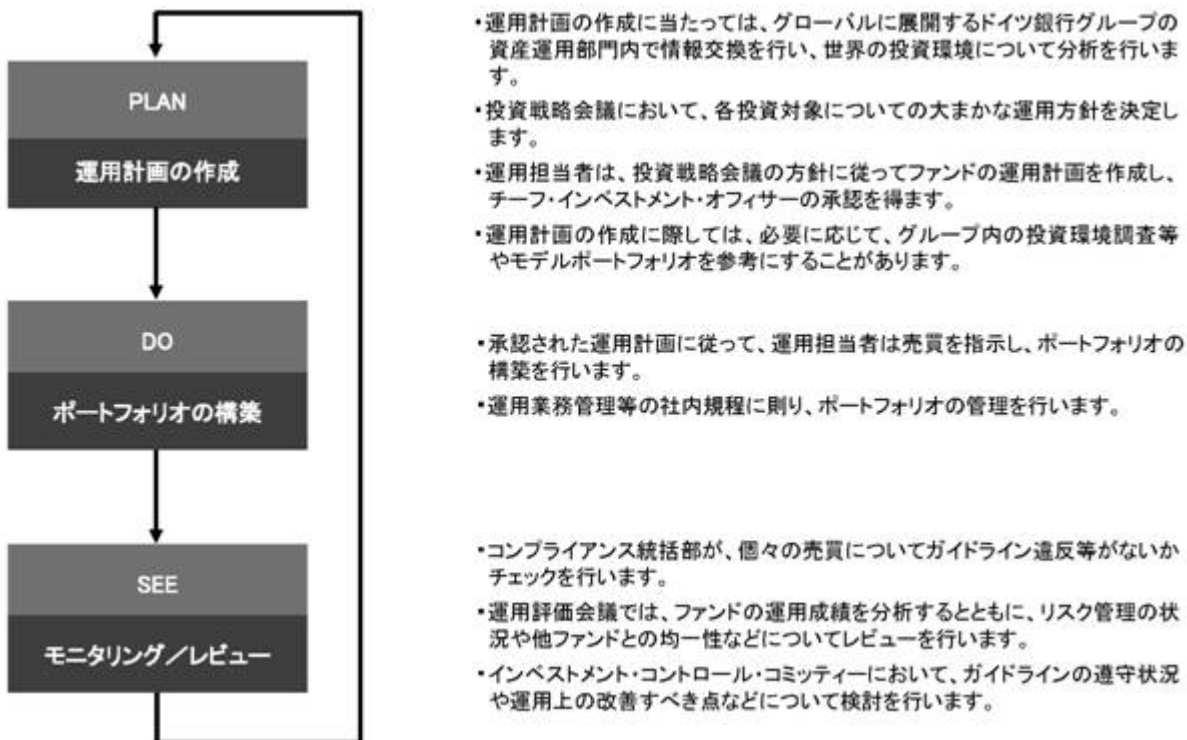 PLAN
運用計画の作成
・運用計画の作成に当たっては、グローバルに展開するドイツ銀行グループの
資産運用部門内で情報交換を行い、世界の投資環境について分析を行いま
す。
・投資戦略会議において、各投資対象についての大まかな運用方針を決定し
ます。
・運用担当者は、投資戦略会議の方針に従ってファンドの運用計画を作成し、
チーフ・インベストメント・オフィサーの承認を得ます。
・運用計画の作成に際しては、必要に応じて、グループ内の投資環境調査等
やモデルポートフォリオを参考にすることがあります。
DO
ポートフォリオの構築
・承認された運用計画に従って、運用担当者は売買を指示し、ポートフォリオの
構築を行います。
・運用業務管理等の社内規程に則り、ポートフォリオの管理を行います。
SEE
モニタリング／レビュー
・コンプライアンス統括部が、個々の売買についてガイドライン違反等がないか
チェックを行います。
・運用評価会議では、ファンドの運用成績を分析するとともに、リスク管理の状
況や他ファンドとの均一性などについてレビューを行います。
・インベストメント・コントロール・コミッティーにおいて、ガイドラインの遵守状況
や運用上の改善すべき点などについて検討を行います。